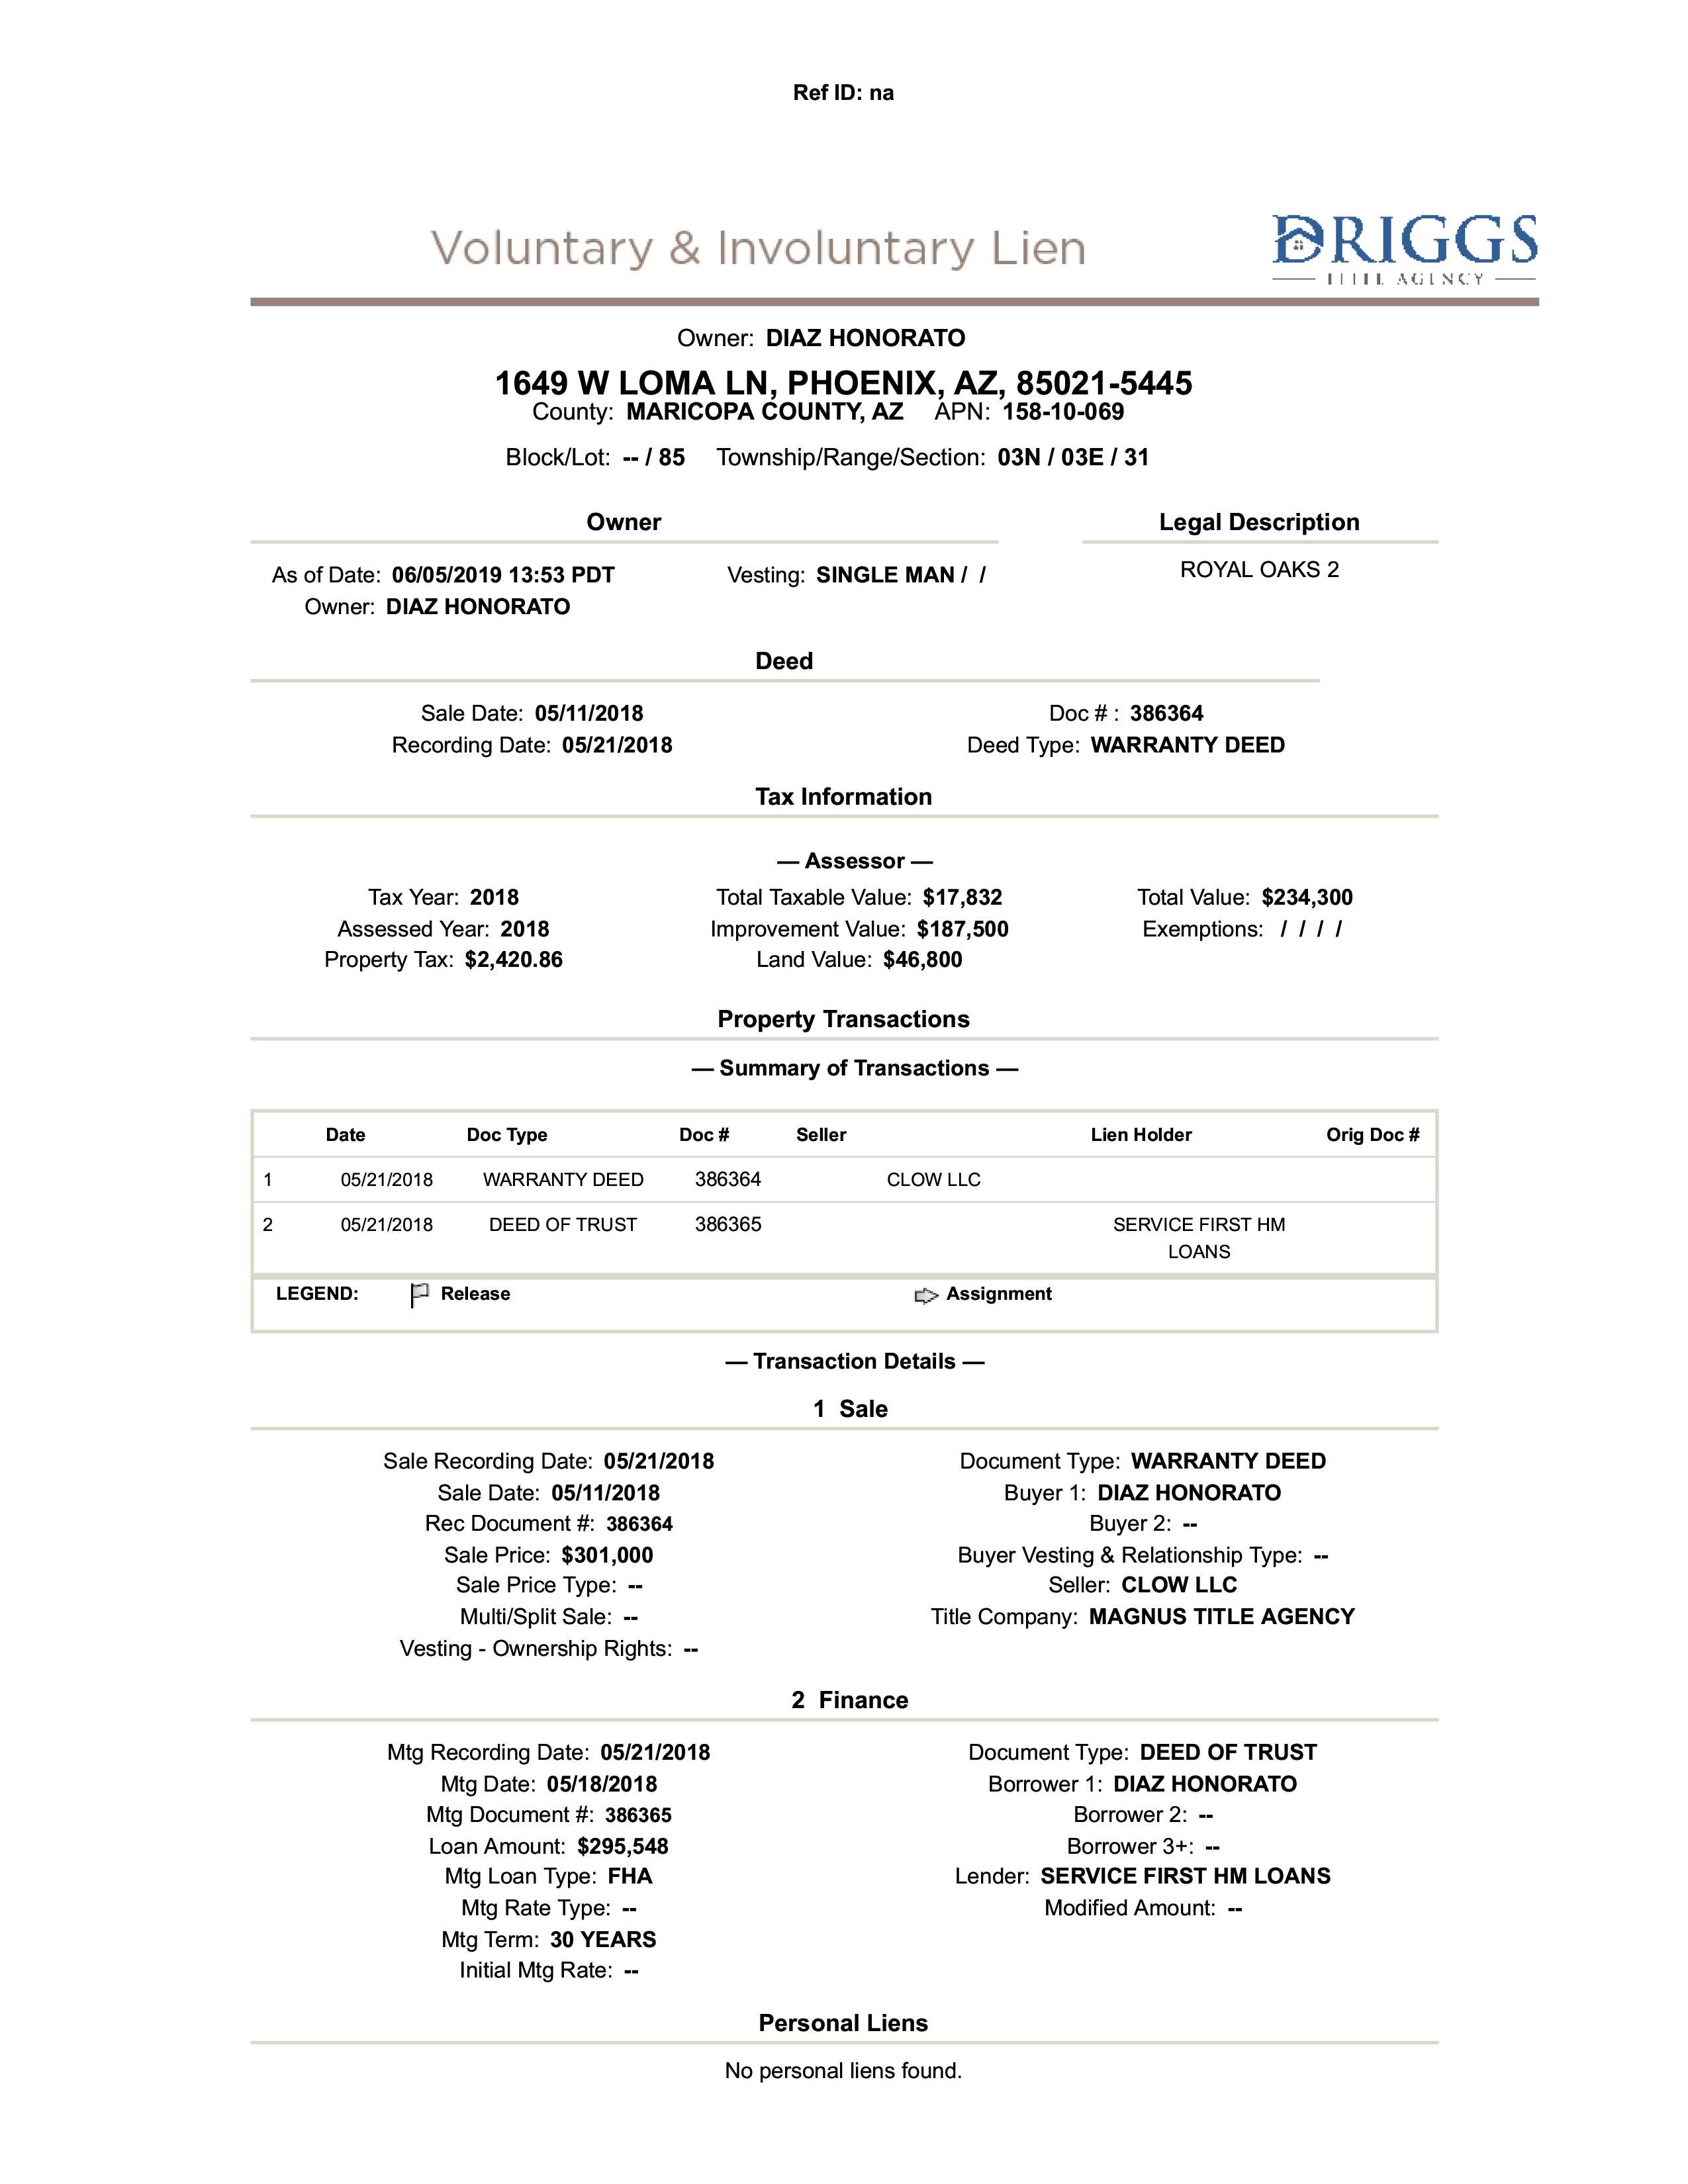 Ref ID: na
Voluntary & Involuntary Lien
BRIGGS
TITLE AGENCY
Owner: DIAZ HONORATO
1649 W LOMA LN, PHOENIX, AZ, 85021-5445
County: MARICOPA COUNTY, AZ APN: 158-10-069
Block/Lot: -- / 85 Township/Range/Section: 03N / 03E / 31
Owner Legal Description
As of Date: 06/05/2019 13:53 PDT Vesting: SINGLE MAN / / ROYAL OAKS 2
Owner: DIAZ HONORATO
Deed
Sale Date: 05/11/2018 Doc # : 386364
Recording Date: 05/21/2018 Deed Type: WARRANTY DEED
Tax Information
— Assessor —
Tax Year: 2018 Total Taxable Value: $17,832 Total Value: $234,300
Assessed Year: 2018 Improvement Value: $187,500 Exemptions: / / / /
Property Tax: $2,420.86 Land Value: $46,800
Property Transactions
— Summary of Transactions —
Date Doc Type Doc # Seller Lien Holder Orig Doc #
1 05/21/2018 WARRANTY DEED 386364 CLOW LLC
2 05/21/2018 DEED OF TRUST 386365 SERVICE FIRST HM
LOANS
LEGEND: Release Assignment
— Transaction Details —
1 Sale
Sale Recording Date: 05/21/2018 Document Type: WARRANTY DEED
Sale Date: 05/11/2018 Buyer 1: DIAZ HONORATO
Rec Document #: 386364 Buyer 2: --
Sale Price: $301,000 Buyer Vesting & Relationship Type: --
Sale Price Type: -- Seller: CLOW LLC
Multi/Split Sale: -- Title Company: MAGNUS TITLE AGENCY
Vesting - Ownership Rights: --
2 Finance
Mtg Recording Date: 05/21/2018 Document Type: DEED OF TRUST
Mtg Date: 05/18/2018 Borrower 1: DIAZ HONORATO
Mtg Document #: 386365 Borrower 2: --
Loan Amount: $295,548 Borrower 3+: --
Mtg Loan Type: FHA Lender: SERVICE FIRST HM LOANS
Mtg Rate Type: -- Modified Amount: --
Mtg Term: 30 YEARS
Initial Mtg Rate: --
Personal Liens
No personal liens found.